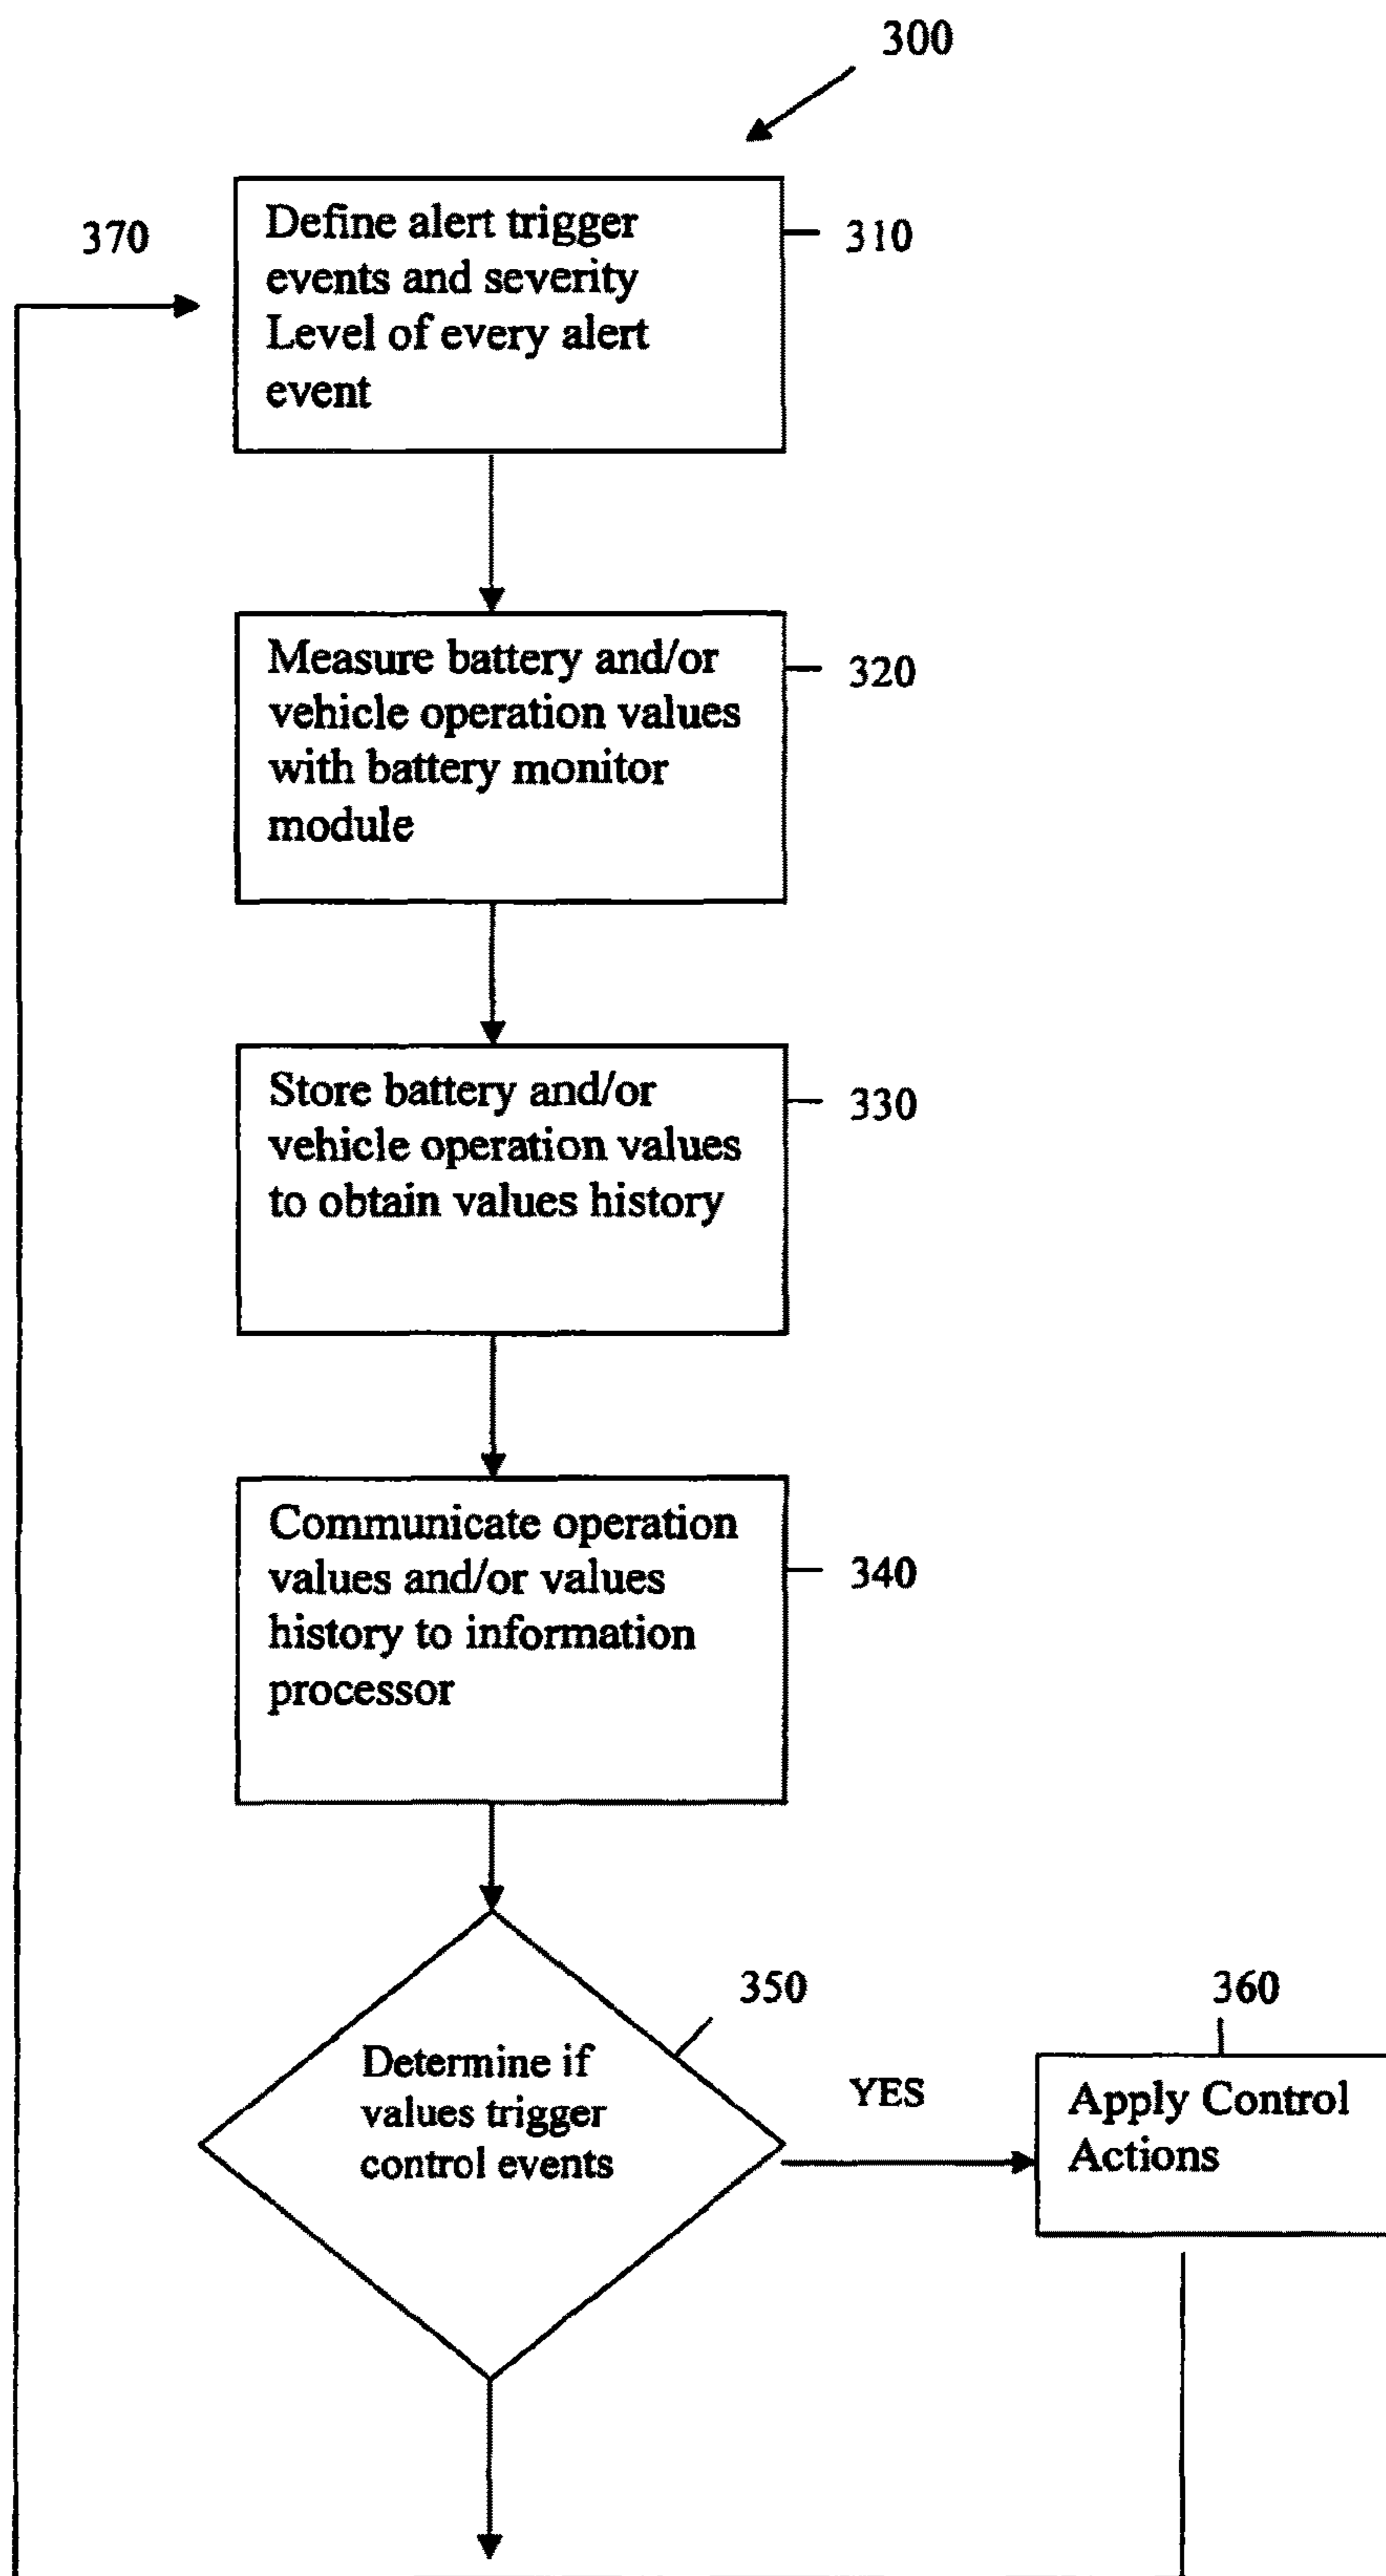 300
370
Define alert trigger
events and severity
Level of every alert
event
310
Measure battery and/or
vehicle operation values
with battery monitor
module
320
Store battery and/or
vehicle operation values
to obtain values history
330
Communicate operation
values and/or values
history to information
processor
340
350
Determine if
values trigger
control events
YES
360
Apply Control
Actions